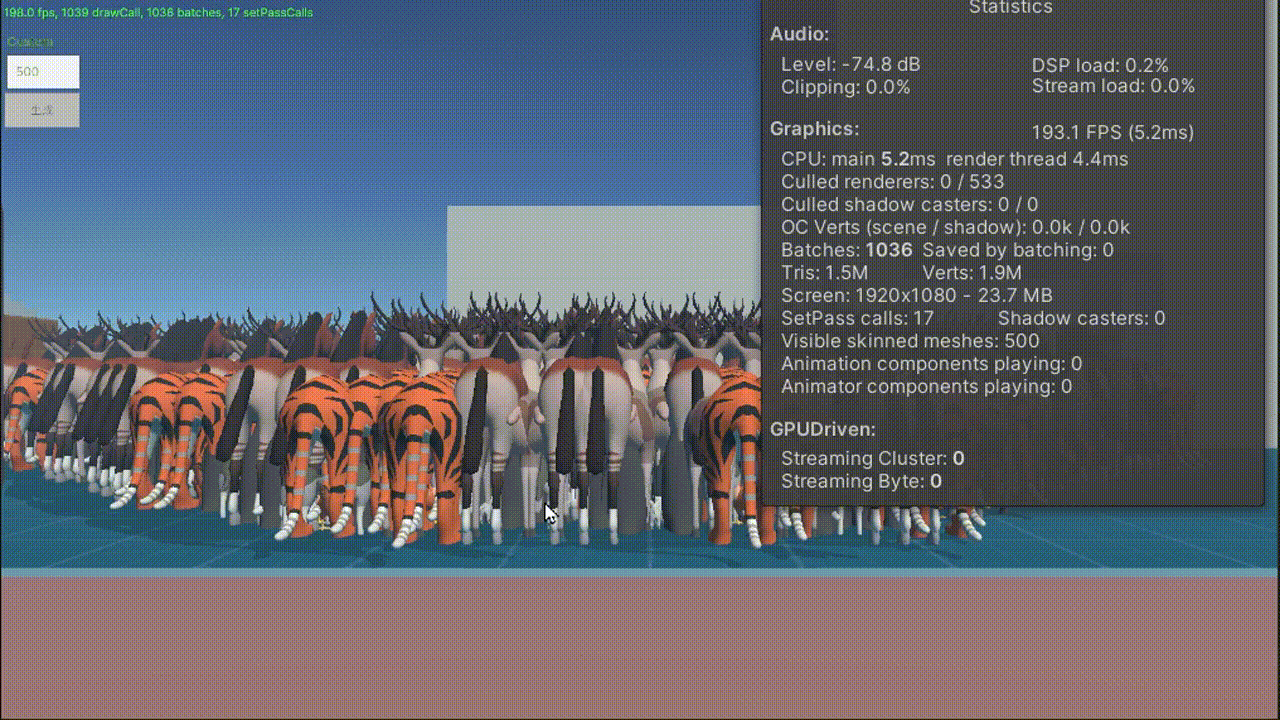 198.0 fps, 1039 drawCall, 1036 batches, 17 setPassCalls
500
Statistics
Audio:
Level: -74.8 dB
DSP load: 0.2%
Clipping: 0.0%
Stream load: 0.0%
Graphics:
193.1 FPS (5.2ms)
CPU: main 5.2ms render thread 4.4ms
Culled renderers: 0 / 533
Culled shadow casters: 0 / 0
OC Verts (scene / shadow): 0.0k / 0.0k
Batches: 1036 Saved by batching: 0
Tris: 1.5M Verts: 1.9M
Screen: 1920x1080 - 23.7 MB
SetPass calls: 17 Shadow casters: 0
Visible skinned meshes: 500
Animation components playing: 0
Animator components playing: 0
GPUDriven:
Streaming Cluster: 0
Streaming Byte: 0